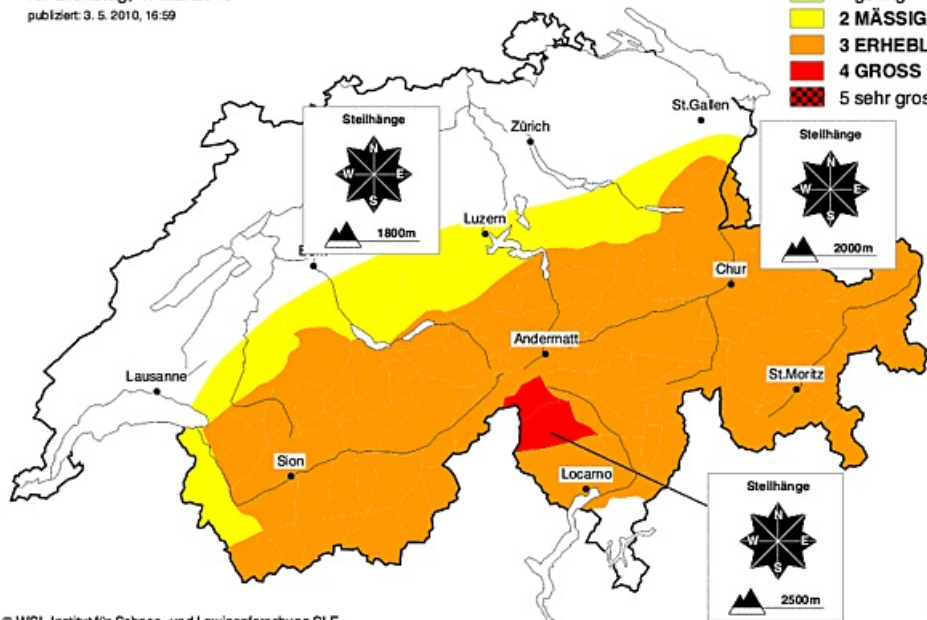 publiziert: 3. 5. 2010, 16:59
2 MÄSSIG
3 ERHEBL
4 GROSS
5 sehr gros
St.Gallen
Zürich
Steilhänge
N
W E
S
1800m
Steilhänge
N
W E
S
2000m
Luzern
Chur
Andermatt
Lausanne
St.Moritz
Sion
Locarno
Steilhänge
N
W E
S
2500m